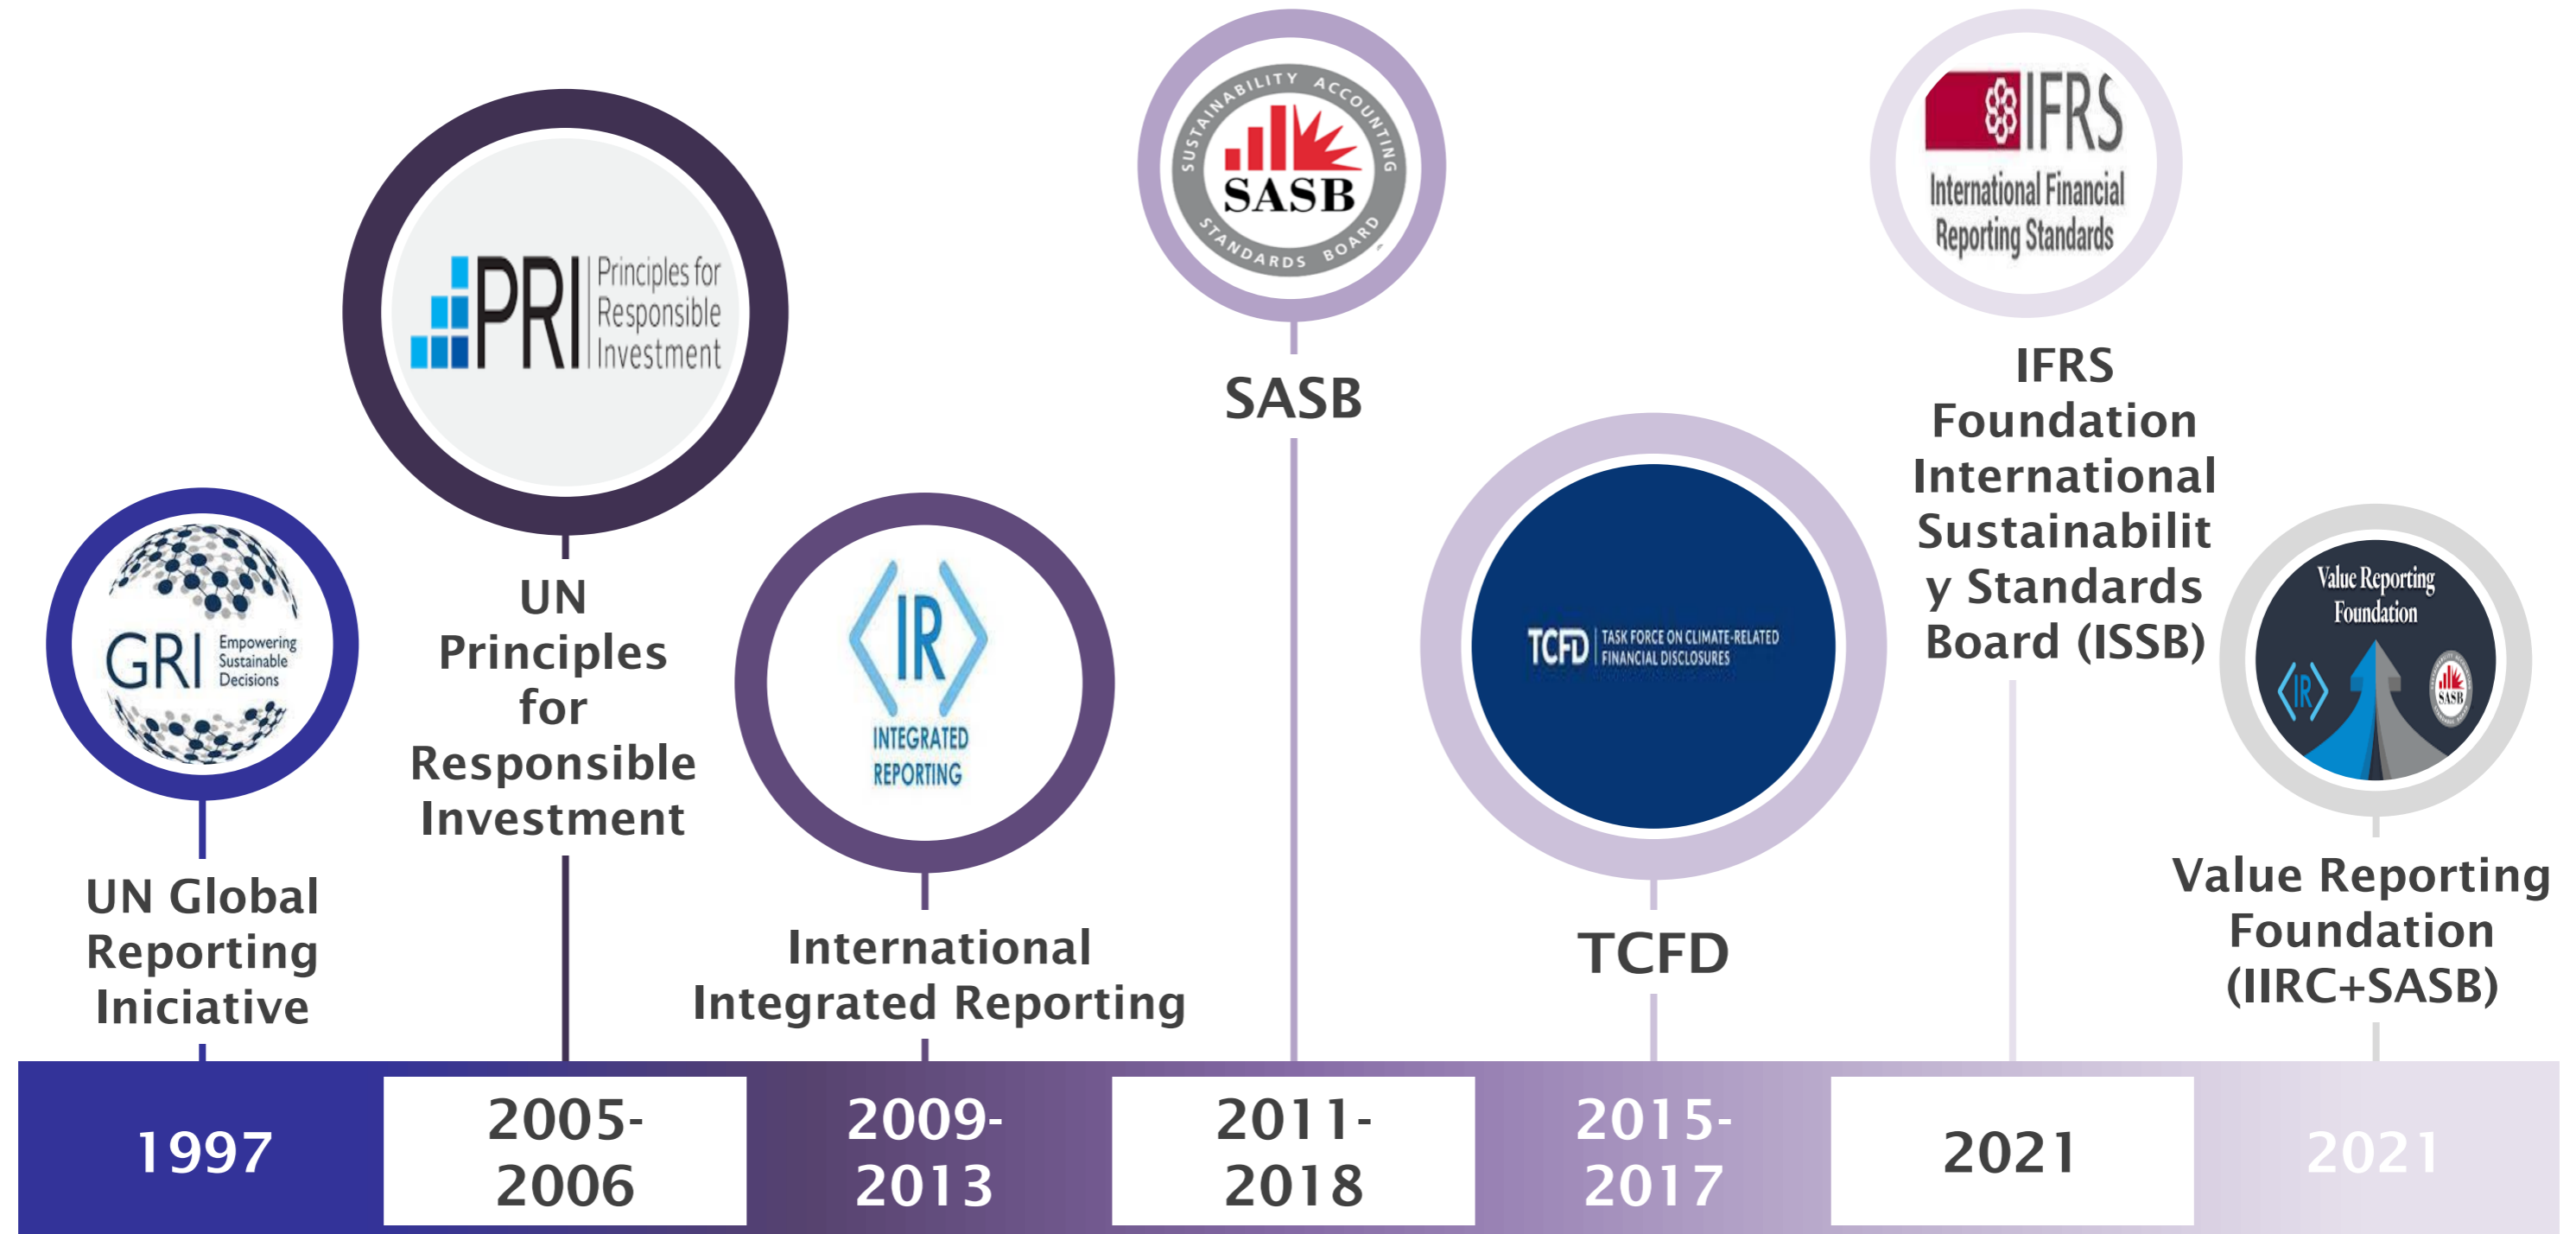 GRI
Empowering
Sustainable
Decisions
UN Global
Reporting
Iniciative
1997
PRI
Principles for
Responsible
Investment
UN
Principles
for
Responsible
Investment
2005-
2006
IR
INTEGRATED
REPORTING
International
Integrated Reporting
2009-
2013
SUSTAINABILITY ACCOUNTING
SASB
STANDARDS BOARD
SASB
2011-
2018
TCFD
TASK FORCE ON CLIMATE-RELATED
FINANCIAL DISCLOSURES
TCFD
2015-
2017
IFRS
International Financial
Reporting Standards
IFRS
Foundation
International
Sustainabilit
y Standards
Board (ISSB)
2021
Value Reporting
Foundation
IR
SASB
Value Reporting
Foundation
(IIRC+SASB)
2021